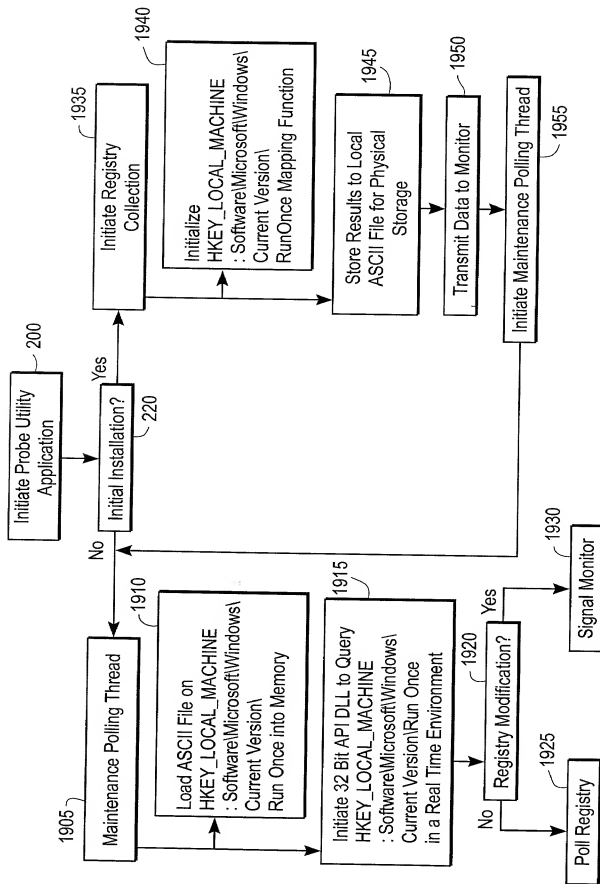 Initiate Probe Utility
Application
200
Initial Installation?
220
Yes
No
Initiate Registry
Collection
1935
Initialize
HKEY_LOCAL_MACHINE
: Software\Microsoft\Windows\
Current Version\
RunOnce Mapping Function
1940
Store Results to Local
ASCII File for Physical
Storage
1945
Transmit Data to Monitor
1950
Initiate Maintenance Polling Thread
1955
Maintenance Polling Thread
1905
Load ASCII File on
HKEY_LOCAL_MACHINE
: Software\Microsoft\Windows\
Current Version\
Run Once into Memory
1910
Initiate 32 Bit API DLL to Query
HKEY_LOCAL_MACHINE
: Software\Microsoft\Windows\
Current Version\Run Once
in a Real Time Environment
1915
Registry Modification?
1920
No
Yes
Poll Registry
1925
Signal Monitor
1930